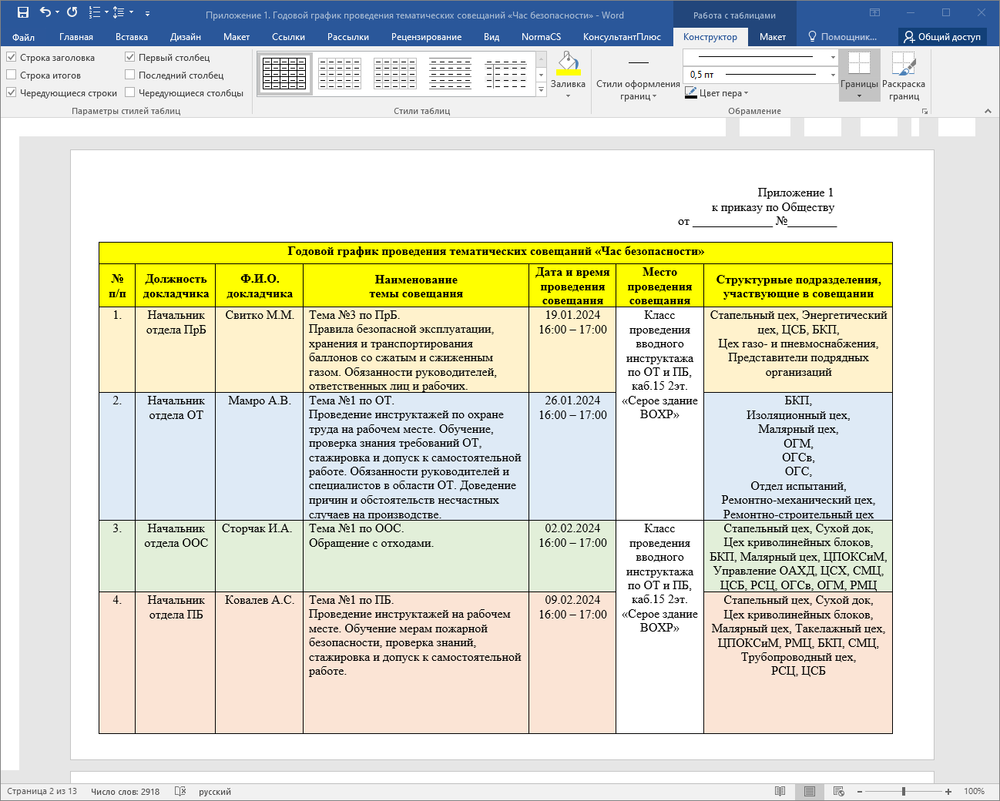 Приложение 1. Годовой график проведения тематических совещаний «Час безопасности» - Word
Работа с таблицами
Файл
Главная
Вставка
Дизайн
Макет
Ссылки
Рассылки
Рецензирование
Вид
NormaCS
КонсультантПлюс
Конструктор
Макет
Помощник...
Общий доступ
Строка заголовка
Первый столбец
Строка итогов
Последний столбец
Чередующиеся строки
Чередующиеся столбцы
Параметры стилей таблиц
Стили таблиц
Заливка
Стили оформления
границ
0,5 пт
Цвет пера
Границы
Раскраска
границ
Обрамление
Приложение 1
к приказу по Обществу
от _____________ №________
Годовой график проведения тематических совещаний «Час безопасности»
№
п/п
Должность
докладчика
Ф.И.О.
докладчика
Наименование
темы совещания
Дата и время
проведения
совещания
Место
проведения
совещания
Структурные подразделения,
участвующие в совещании
1.
Начальник
отдела ПрБ
Свитко М.М.
Тема №3 по ПрБ.
Правила безопасной эксплуатации,
хранения и транспортирования
баллонов со сжатым и сжиженным
газом. Обязанности руководителей,
ответственных лиц и рабочих.
19.01.2024
16:00 – 17:00
Класс
проведения
вводного
инструктажа
по ОТ и ПБ,
каб.15 2эт.
«Серое здание
ВОХР»
Стапельный цех, Энергетический
цех, ЦСБ, БКП,
Цех газо- и пневмоснабжения,
Представители подрядных
организаций
2.
Начальник
отдела ОТ
Мамро А.В.
Тема №1 по ОТ.
Проведение инструктажей по охране
труда на рабочем месте. Обучение,
проверка знания требований ОТ,
стажировка и допуск к самостоятельной
работе. Обязанности руководителей и
специалистов в области ОТ. Доведение
причин и обстоятельств несчастных
случаев на производстве.
26.01.2024
16:00 – 17:00
БКП,
Изоляционный цех,
Малярный цех,
ОГМ,
ОГСв,
ОГС,
Отдел испытаний,
Ремонтно-механический цех,
Ремонтно-строительный цех
3.
Начальник
отдела ООС
Сторчак И.А.
Тема №1 по ООС.
Обращение с отходами.
02.02.2024
16:00 – 17:00
Класс
проведения
вводного
инструктажа
по ОТ и ПБ,
каб.15 2эт.
«Серое здание
ВОХР»
Стапельный цех, Сухой док,
Цех криволинейных блоков,
БКП, Малярный цех, ЦПОКСиМ,
Управление ОАХД, ЦСХ, СМЦ,
ЦСБ, РСЦ, ОГСв, ОГМ, РМЦ
4.
Начальник
отдела ПБ
Ковалев А.С.
Тема №1 по ПБ.
Проведение инструктажей на рабочем
месте. Обучение мерам пожарной
безопасности, проверка знаний,
стажировка и допуск к самостоятельной
работе.
09.02.2024
16:00 – 17:00
Стапельный цех, Сухой док,
Цех криволинейных блоков,
Малярный цех, Такелажный цех,
ЦПОКСиМ, РМЦ, БКП, СМЦ,
Трубопроводный цех,
РСЦ, ЦСБ
Страница 2 из 13
Число слов: 2918
русский
100%